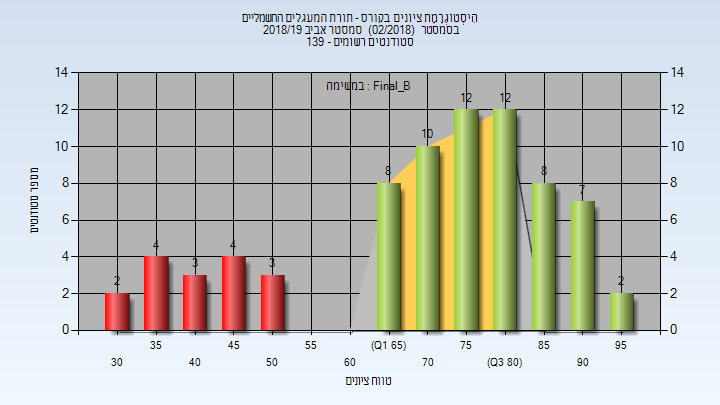 היסטוגרמת ציונים בקורס - תורת המעגלים החשמליים
בסמסטר (02/2018) סמסטר אביב 2018/19
סטודנטים רשומים - 139
במשימה : Final_B
14 14
12 12
10 10
8 8
6 6
4 4
2 2
0 0
2 4 3 4 3 8 10 12 12 8 7 2
מספר סטודנטים
35 45 55 (Q1 65) 75 85 95
30 40 50 60 70 (Q3 80) 90
טווח ציונים